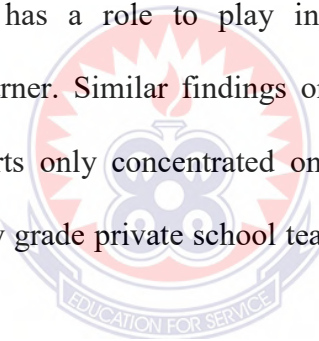 has a role to play in
rner. Similar findings o
rts only concentrated on
y grade private school tea
EDUCATION FOR SERVICE